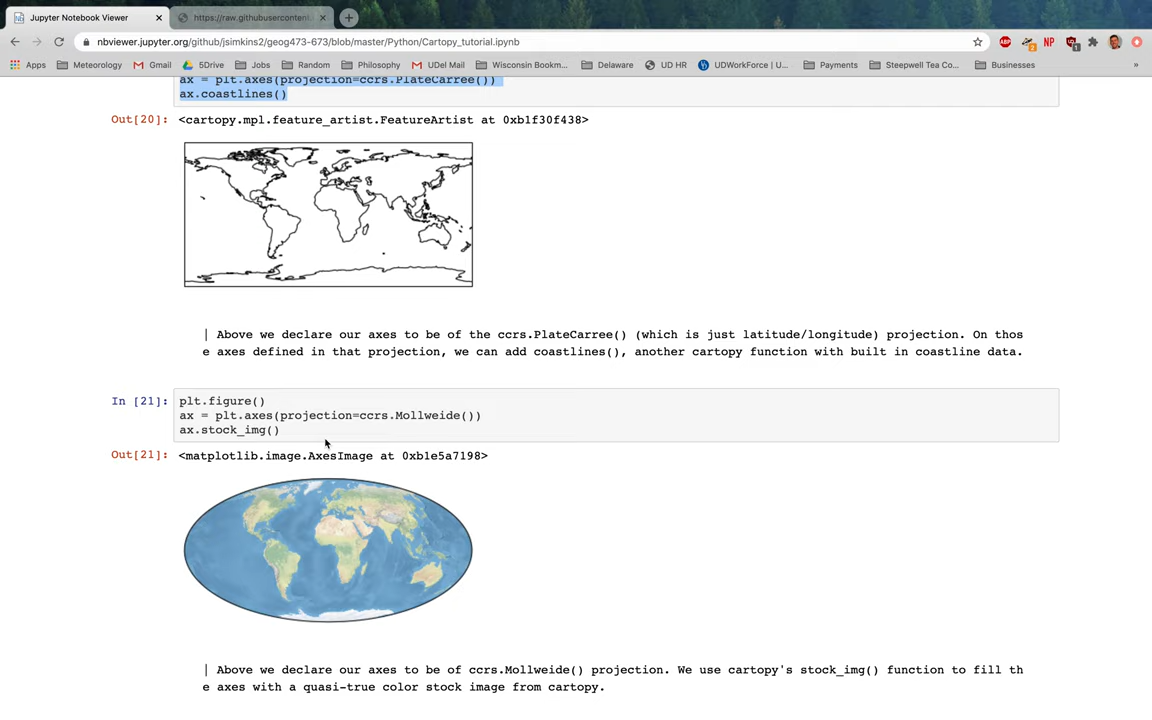 Jupyter Notebook Viewer
https://raw.githubusercontent.
nbviewer.jupyter.org/github/jsimkins2/geog473-673/blob/master/Python/Cartopy_tutorial.ipynb
Apps Meteorology Gmail 5Drive Jobs Random Philosophy UDel Mail Wisconsin Bookm... Delaware UD HR UDWorkForce | U... Payments Steepwell Tea Co... Businesses »
ax = plt.axes(projection=ccrs.PlateCarree())
ax.coastlines()
Out[20]: <cartopy.mpl.feature_artist.FeatureArtist at 0xb1f30f438>
| Above we declare our axes to be of the ccrs.PlateCarree() (which is just latitude/longitude) projection. On thos
e axes defined in that projection, we can add coastlines(), another cartopy function with built in coastline data.
In [21]: plt.figure()
ax = plt.axes(projection=ccrs.Mollweide())
ax.stock_img()
Out[21]: <matplotlib.image.AxesImage at 0xb1e5a7198>
| Above we declare our axes to be of ccrs.Mollweide() projection. We use cartopy's stock_img() function to fill th
e axes with a quasi-true color stock image from cartopy.